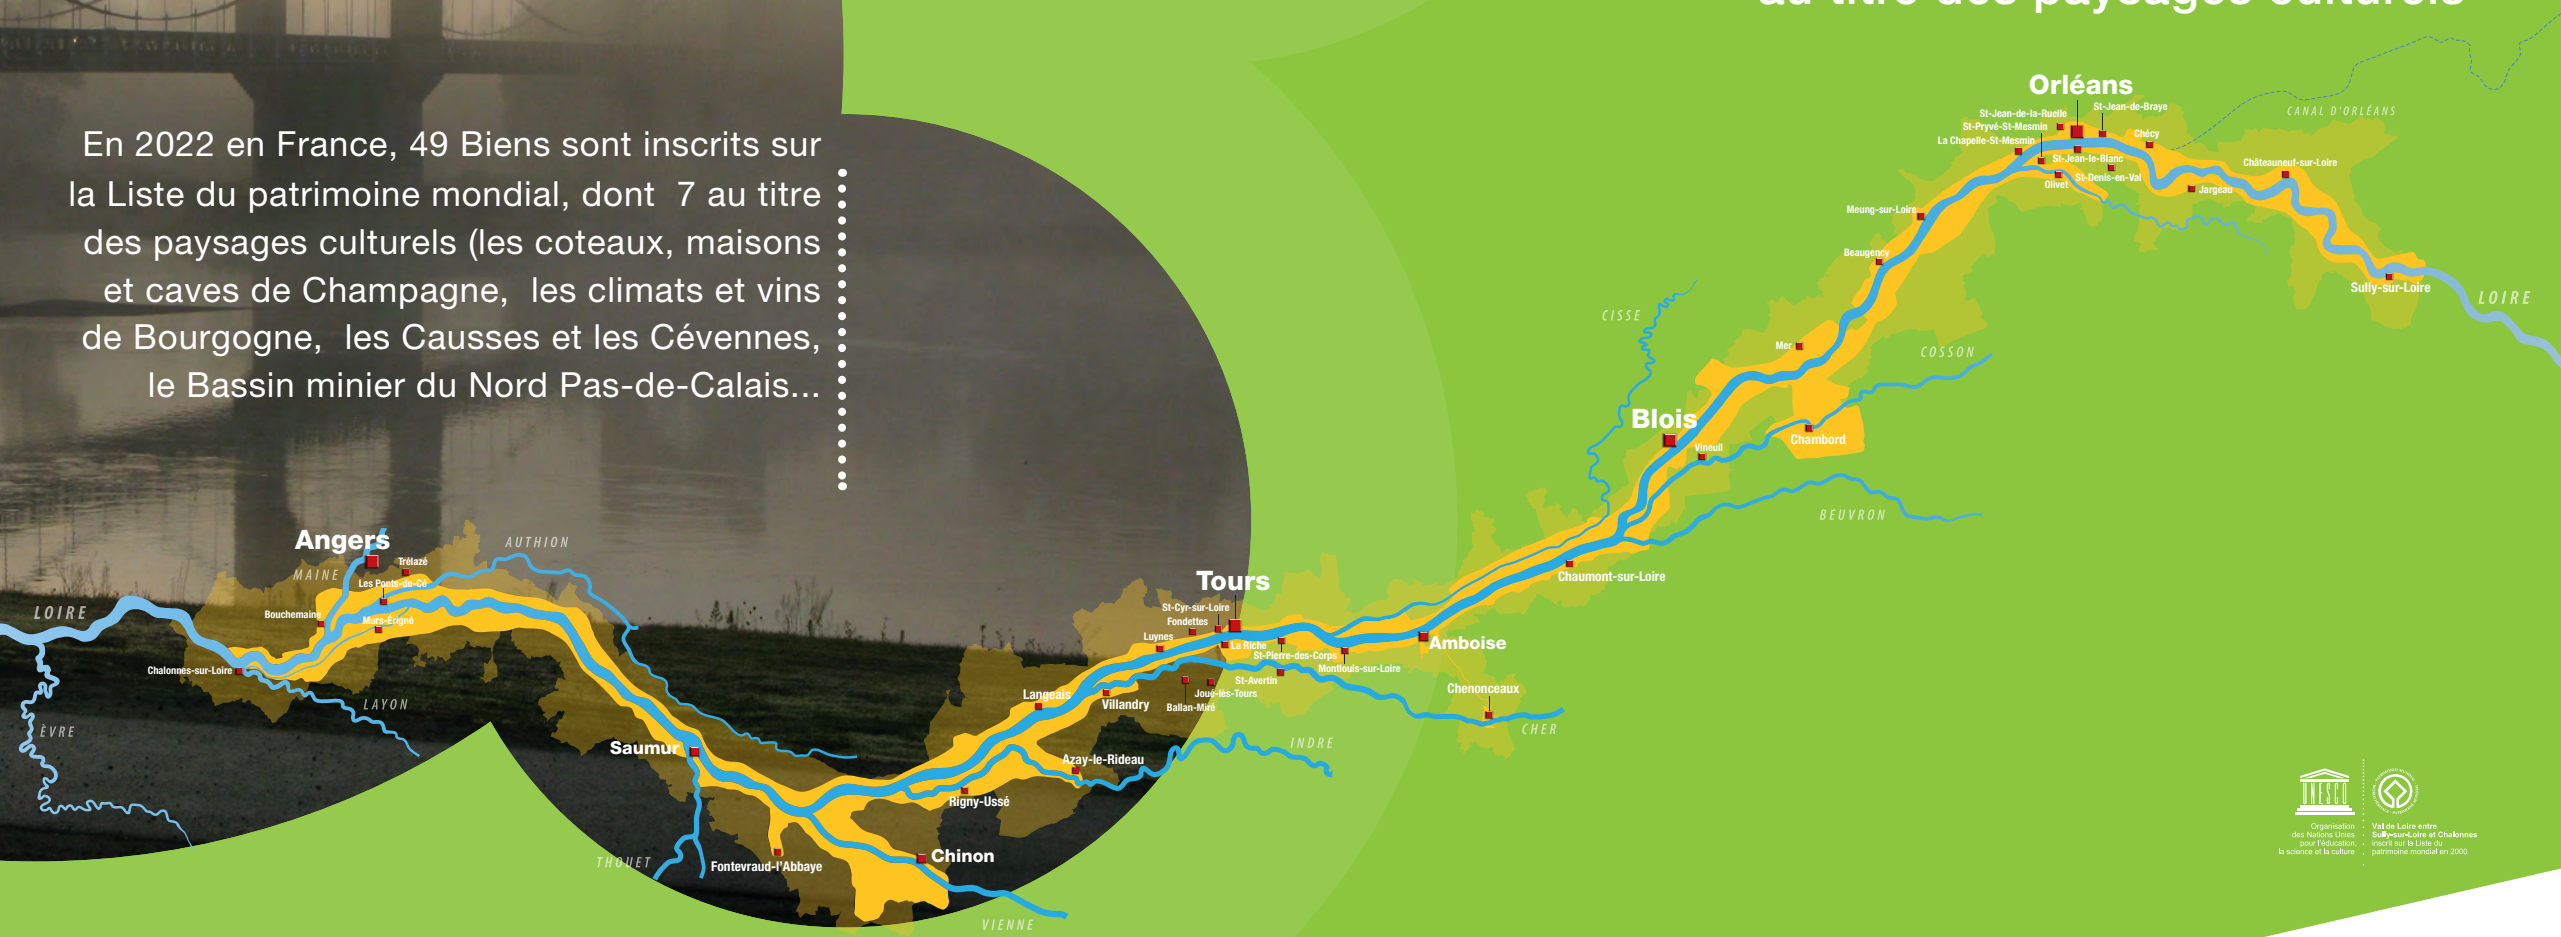 au titre des paysages culturels
En 2022 en France, 49 Biens sont inscrits sur
la Liste du patrimoine mondial, dont 7 au titre
des paysages culturels (les coteaux, maisons
et caves de Champagne, les climats et vins
de Bourgogne, les Causses et les Cévennes,
le Bassin minier du Nord Pas-de-Calais...
Orléans
St-Jean-de-la-Ruelle
St-Jean-de-Braye
CANAL D'ORLÉANS
St-Pryvé-St-Mesmin
Chécy
La Chapelle-St-Mesmin
St-Jean-le-Blanc
Châteauneuf-sur-Loire
St-Denis-en-Val
Olivet
Jargeau
Meung-sur-Loire
Beaugency
Sully-sur-Loire
LOIRE
CISSE
Mer
COSSON
Blois
Vineuil
Chambord
BEUVRON
Angers
AUTHION
Trélazé
MAINE
Les Ponts-de-Cé
LOIRE
Bouchemaine
Murs-Erigné
Chalonnes-sur-Loire
LAYON
ÈVRE
Tours
St-Cyr-sur-Loire
Fondettes
Luynes
La Riche
St-Pierre-des-Corps
Montlouis-sur-Loire
St-Avertin
Joué-lès-Tours
Ballan-Miré
Langeais
Villandry
Chaumont-sur-Loire
Amboise
Chenonceaux
CHER
INDRE
Saumur
Azay-le-Rideau
Rigny-Ussé
Chinon
THOUET
Fontevraud-l'Abbaye
VIENNE
UNESCO
Organisation
des Nations Unies
pour l'éducation,
la science et la culture
Val de Loire entre
Sully-sur-Loire et Chalonnes
inscrit sur la Liste du
patrimoine mondial en 2000